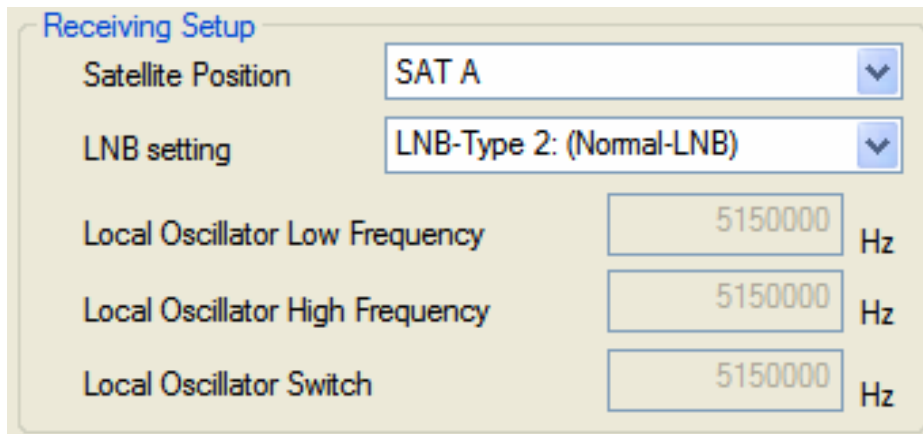 Receiving Setup
Satellite Position SAT A
LNB setting LNB-Type 2: (Normal-LNB)
Local Oscillator Low Frequency 5150000 Hz
Local Oscillator High Frequency 5150000 Hz
Local Oscillator Switch 5150000 Hz